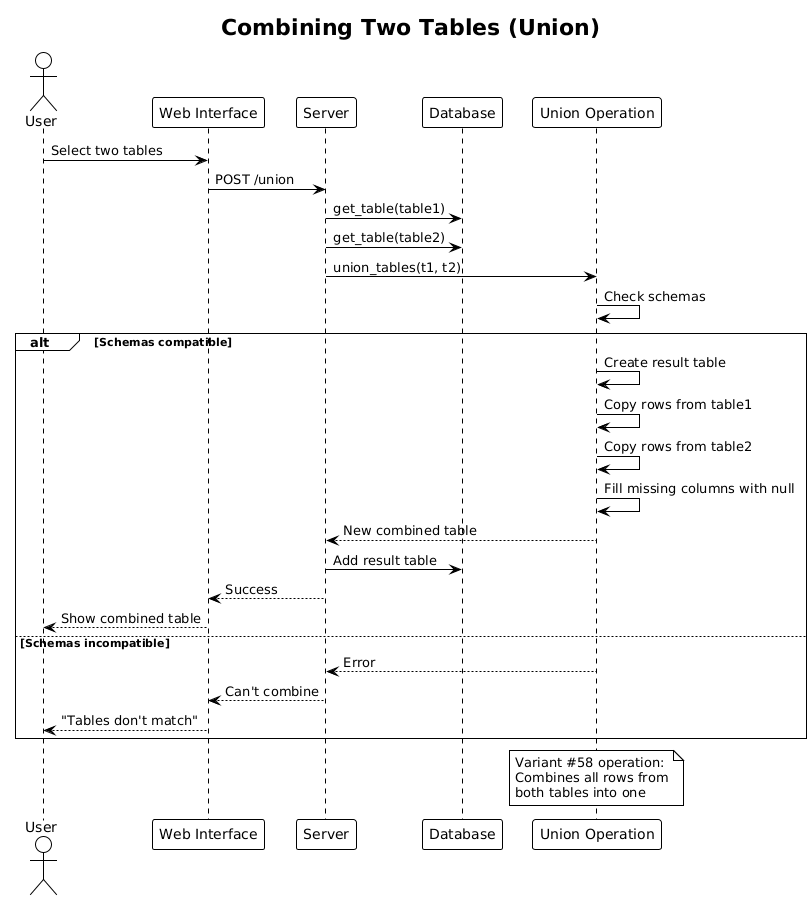 Combining Two Tables (Union)
User
Web Interface
Server
Database
Union Operation
Select two tables
POST /union
get_table(table1)
get_table(table2)
union_tables(t1, t2)
Check schemas
alt
[Schemas compatible]
Create result table
Copy rows from table1
Copy rows from table2
Fill missing columns with null
New combined table
Add result table
Success
Show combined table
[Schemas incompatible]
Error
Can't combine
"Tables don't match"
Variant #58 operation:
Combines all rows from
both tables into one
User
Web Interface
Server
Database
Union Operation